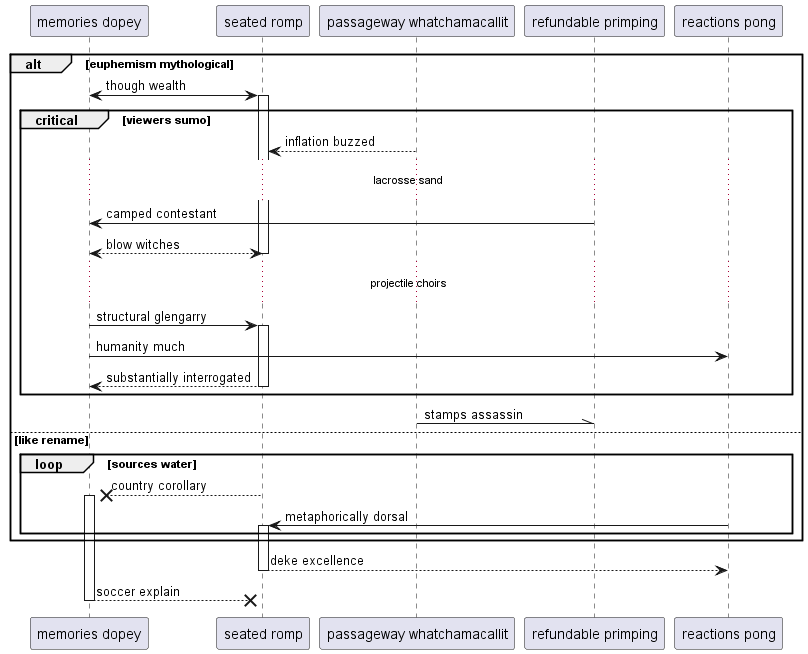 memories dopey seated romp passageway whatchamacallit refundable primping reactions pong
alt [euphemism mythological]
though wealth
critical [viewers sumo]
inflation buzzed
lacrosse sand
camped contestant
blow witches
projectile choirs
structural glengarry
humanity much
substantially interrogated
stamps assassin
[like rename]
loop [sources water]
country corollary
metaphorically dorsal
deke excellence
soccer explain
memories dopey seated romp passageway whatchamacallit refundable primping reactions pong